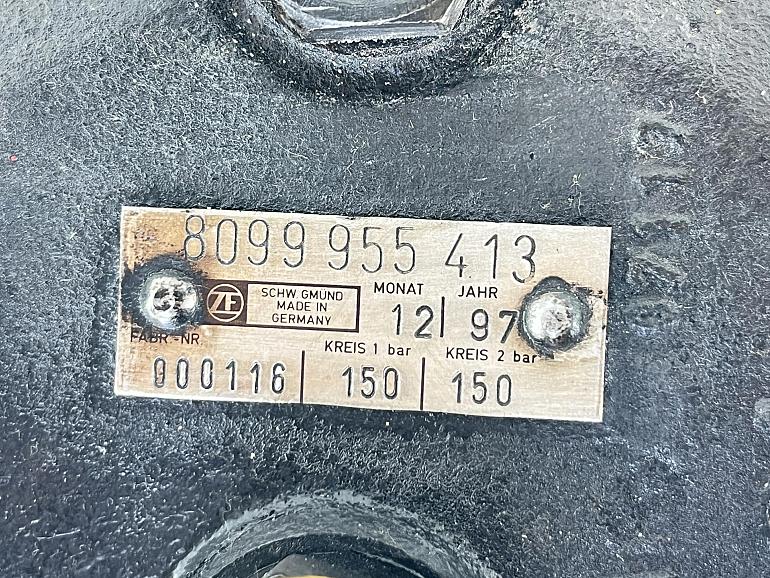 8099 955 413
ZF SCHW. GMÜND MADE IN GERMANY
MONAT JAHR
12 97
FABR.-NR. KREIS 1 bar KREIS 2 bar
000116 150 150